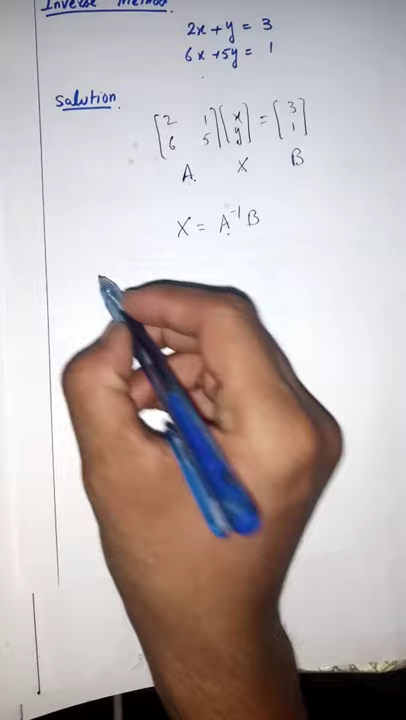 Inverse Method
2x + y = 3
6x + 5y = 1
Solution
[2 1] [x] = [3]
[6 5] [y] [1]
A. X B
X = A⁻¹ B